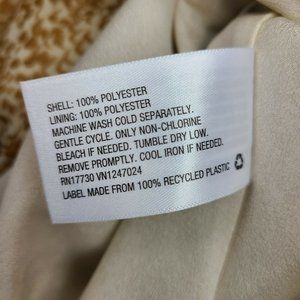 SHELL: 100% POLYESTER
LINING: 100% POLYESTER
MACHINE WASH COLD SEPARATELY.
GENTLE CYCLE. ONLY NON-CHLORINE
BLEACH IF NEEDED. TUMBLE DRY LOW.
REMOVE PROMPTLY. COOL IRON IF NEEDED.
RN17730 VN1247024
LABEL MADE FROM 100% RECYCLED PLASTIC